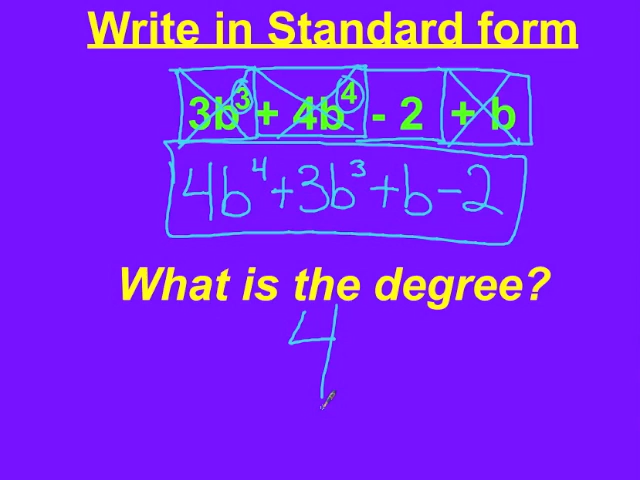 Write in Standard form
3b³ + 4b⁴ - 2 + b
4b⁴+3b³+b-2
What is the degree?
4